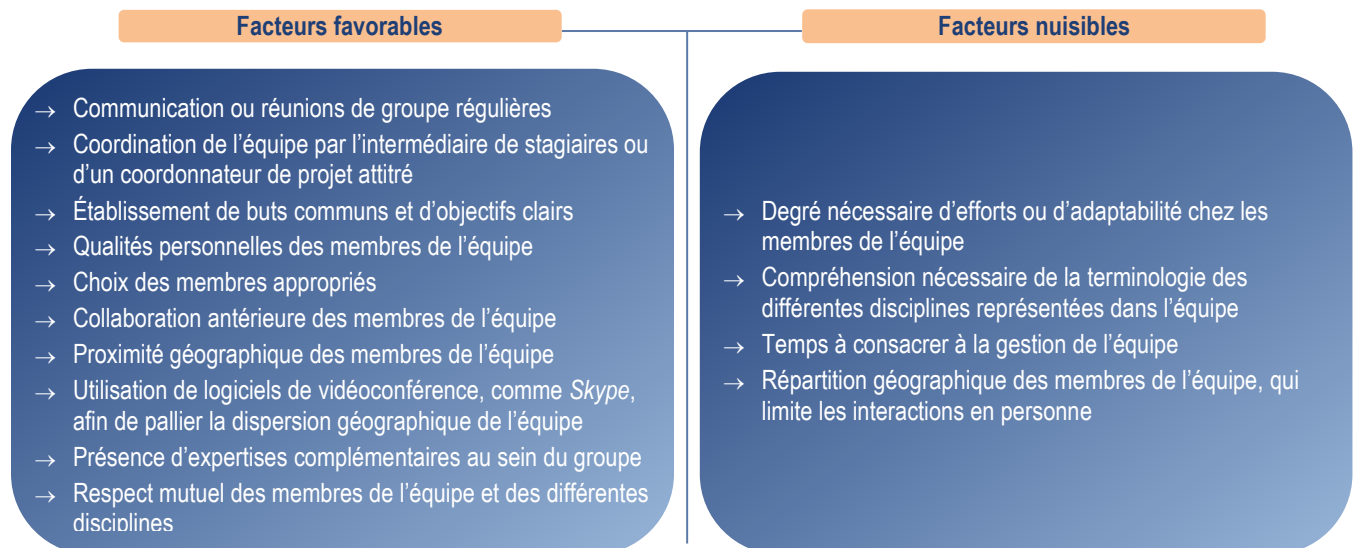 Facteurs favorables
→ Communication ou réunions de groupe régulières
→ Coordination de l’équipe par l’intermédiaire de stagiaires ou
d’un coordonnateur de projet attitré
→ Établissement de buts communs et d’objectifs clairs
→ Qualités personnelles des membres de l’équipe
→ Choix des membres appropriés
→ Collaboration antérieure des membres de l’équipe
→ Proximité géographique des membres de l’équipe
→ Utilisation de logiciels de vidéoconférence, comme Skype,
afin de pallier la dispersion géographique de l’équipe
→ Présence d’expertises complémentaires au sein du groupe
→ Respect mutuel des membres de l’équipe et des différentes
disciplines
Facteurs nuisibles
→ Degré nécessaire d’efforts ou d’adaptabilité chez les
membres de l’équipe
→ Compréhension nécessaire de la terminologie des
différentes disciplines représentées dans l’équipe
→ Temps à consacrer à la gestion de l’équipe
→ Répartition géographique des membres de l’équipe, qui
limite les interactions en personne